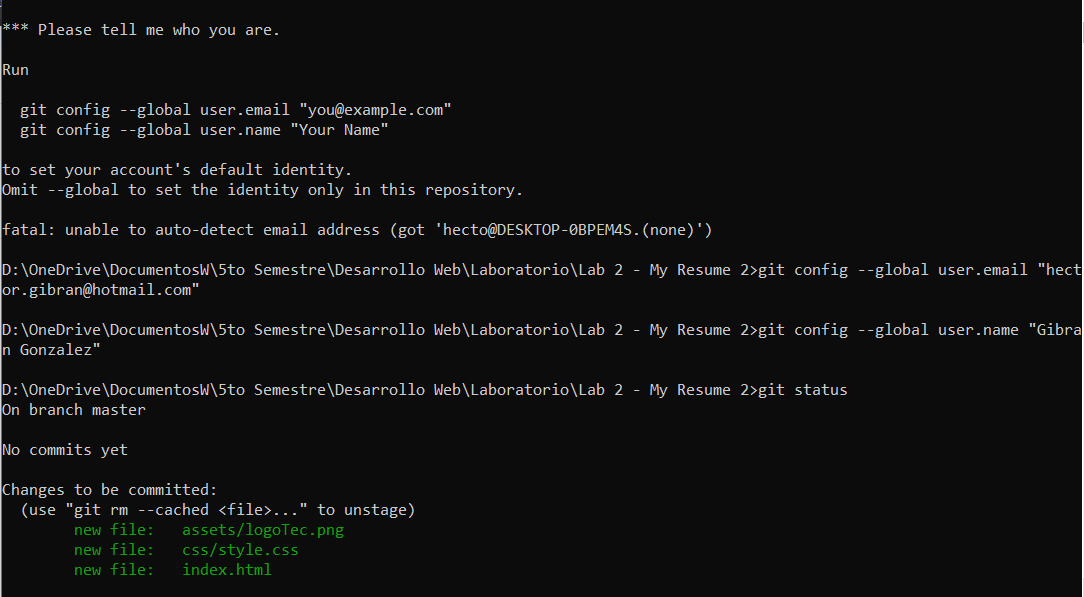 *** Please tell me who you are.
Run
git config --global user.email "you@example.com"
git config --global user.name "Your Name"
to set your account's default identity.
Omit --global to set the identity only in this repository.
fatal: unable to auto-detect email address (got 'hecto@DESKTOP-0BPEM4S.(none)')
D:\OneDrive\DocumentosW\5to Semestre\Desarrollo Web\Laboratorio\Lab 2 - My Resume 2>git config --global user.email "hect
or.gibran@hotmail.com"
D:\OneDrive\DocumentosW\5to Semestre\Desarrollo Web\Laboratorio\Lab 2 - My Resume 2>git config --global user.name "Gibra
n Gonzalez"
D:\OneDrive\DocumentosW\5to Semestre\Desarrollo Web\Laboratorio\Lab 2 - My Resume 2>git status
On branch master
No commits yet
Changes to be committed:
(use "git rm --cached <file>..." to unstage)
new file:   assets/logoTec.png
new file:   css/style.css
new file:   index.html